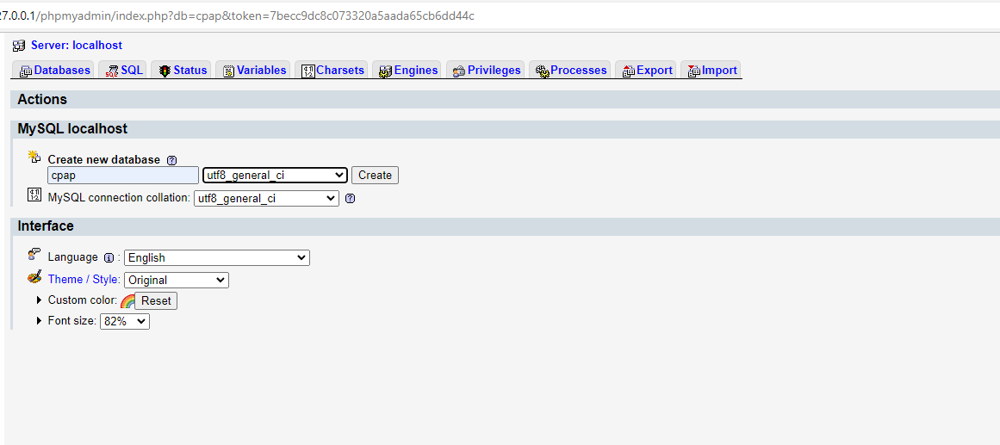 27.0.0.1/phpmyadmin/index.php?db=cpap&token=7becc9dc8c073320a5aada65cb6dd44c
Server: localhost
Databases SQL Status Variables Charsets Engines Privileges Processes Export Import
Actions
MySQL localhost
Create new database
cpap utf8_general_ci Create
MySQL connection collation: utf8_general_ci
Interface
Language : English
Theme / Style: Original
Custom color: Reset
Font size: 82%